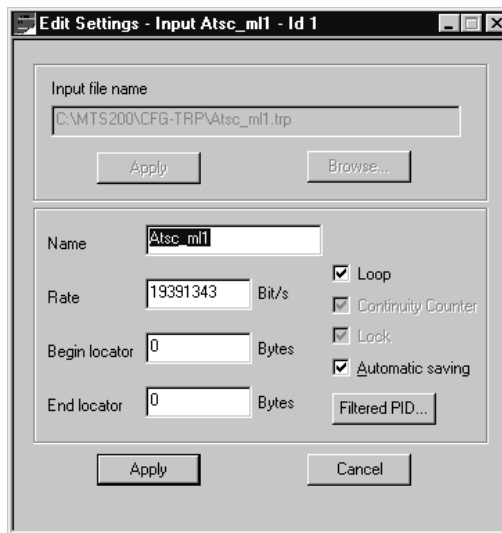 Edit Settings - Input Atsc_ml1 - Id 1
Input file name
C:\MTS200\CFG-TRP\Atsc_ml1.trp
Apply
Browse...
Name
Atsc_ml1
Loop
Rate
19391343
Bit/s
Continuity Counter
Lock
Begin locator
0
Bytes
Automatic saving
End locator
0
Bytes
Filtered PID...
Apply
Cancel